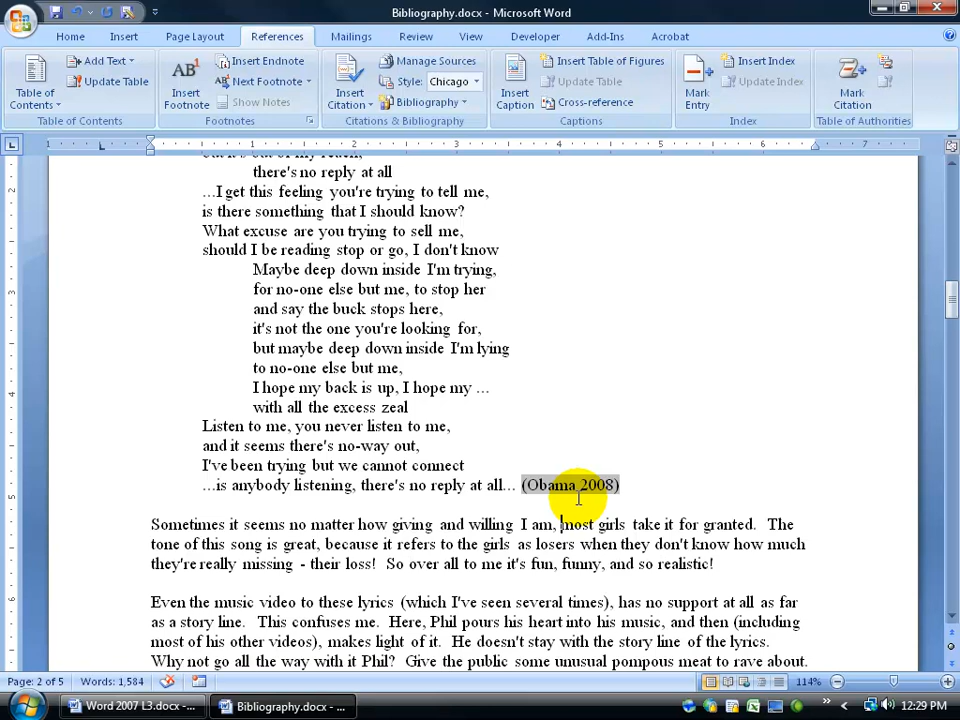 Bibliography.docx - Microsoft Word
Home Insert Page Layout References Mailings Review View Developer Add-Ins Acrobat
Table of Contents
Add Text
Update Table
Table of Contents
AB1
Insert Footnote
Insert Endnote
Next Footnote
Show Notes
Footnotes
Insert Citation
Manage Sources
Style: Chicago
Bibliography
Citations & Bibliography
Insert Caption
Insert Table of Figures
Update Table
Cross-reference
Captions
Mark Entry
Insert Index
Update Index
Index
Mark Citation
Table of Authorities
1 1 2 3 4 5 6 7
there's no reply at all
...I get this feeling you're trying to tell me,
is there something that I should know?
What excuse are you trying to sell me,
should I be reading stop or go, I don't know
Maybe deep down inside I'm trying,
for no-one else but me, to stop her
and say the buck stops here,
it's not the one you're looking for,
but maybe deep down inside I'm lying
to no-one else but me,
I hope my back is up, I hope my ...
with all the excess zeal
Listen to me, you never listen to me,
and it seems there's no-way out,
I've been trying but we cannot connect
...is anybody listening, there's no reply at all... (Obama 2008)
Sometimes it seems no matter how giving and willing I am, most girls take it for granted. The
tone of this song is great, because it refers to the girls as losers when they don't know how much
they're really missing - their loss! So over all to me it's fun, funny, and so realistic!
Even the music video to these lyrics (which I've seen several times), has no support at all as far
as a story line. This confuses me. Here, Phil pours his heart into his music, and then (including
most of his other videos), makes light of it. He doesn't stay with the story line of the lyrics.
Why not go all the way with it Phil? Give the public some unusual pompous meat to rave about.
Page: 2 of 5 Words: 1,584 114%
Word 2007 L3.docx -... Bibliography.docx - ... 12:29 PM